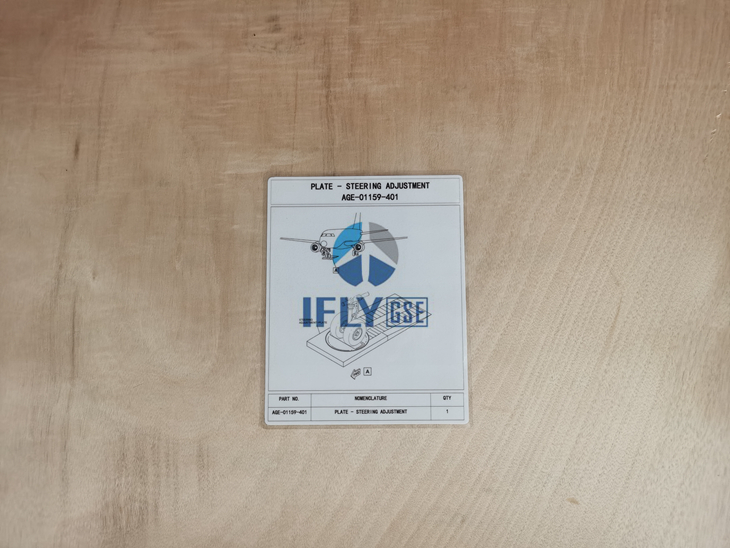 PLATE - STEERING ADJUSTMENT
AGE-01159-401
IFLY GSE
A
PART NO. NOMENCLATURE QTY
AGE-01159-401 PLATE - STEERING ADJUSTMENT 1